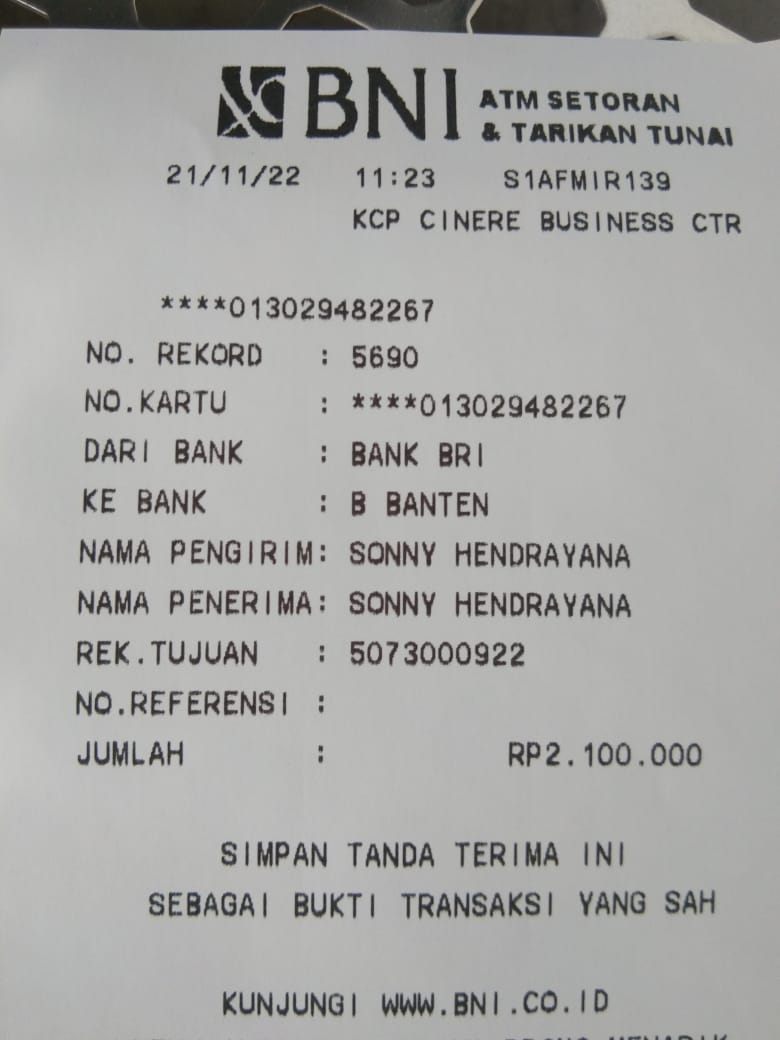 BNI ATM SETORAN
& TARIKAN TUNAI
21/11/22 11:23 S1AFMIR139
KCP CINERE BUSINESS CTR
****013029482267
NO. REKORD : 5690
NO.KARTU : ****013029482267
DARI BANK : BANK BRI
KE BANK : B BANTEN
NAMA PENGIRIM: SONNY HENDRAYANA
NAMA PENERIMA: SONNY HENDRAYANA
REK.TUJUAN : 5073000922
NO.REFERENSI :
JUMLAH : RP2.100.000
SIMPAN TANDA TERIMA INI
SEBAGAI BUKTI TRANSAKSI YANG SAH
KUNJUNGI WWW.BNI.CO.ID